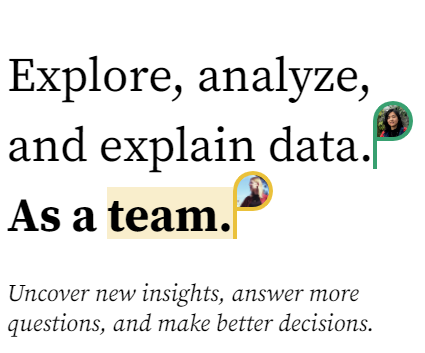 Explore, analyze,
and explain data.
As a team.
Uncover new insights, answer more
questions, and make better decisions.